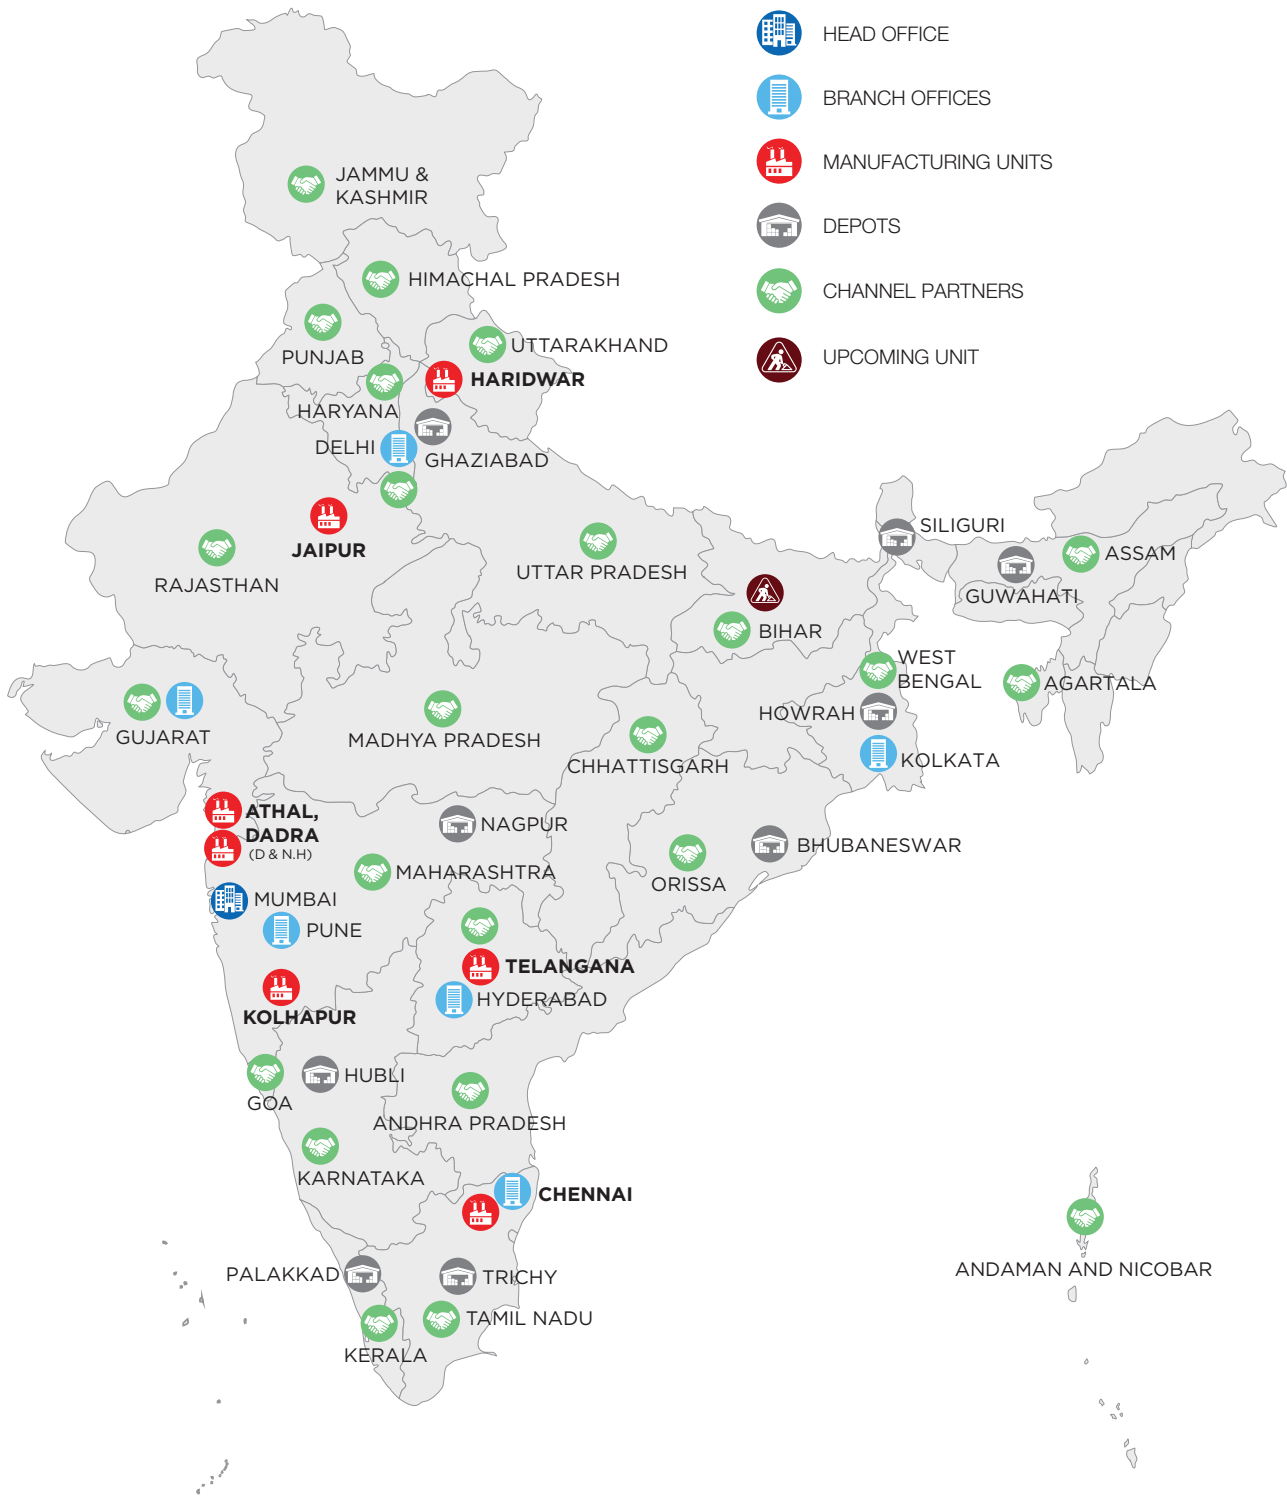 HEAD OFFICE
BRANCH OFFICES
MANUFACTURING UNITS
DEPOTS
CHANNEL PARTNERS
UPCOMING UNIT
JAMMU &
KASHMIR
HIMACHAL PRADESH
PUNJAB
UTTARAKHAND
HARIDWAR
HARYANA
DELHI
GHAZIABAD
JAIPUR
RAJASTHAN
UTTAR PRADESH
SILIGURI
ASSAM
GUWAHATI
BIHAR
WEST
BENGAL
AGARTALA
HOWRAH
KOLKATA
GUJARAT
MADHYA PRADESH
CHHATTISGARH
ATHAL,
DADRA
(D & N.H)
NAGPUR
BHUBANESWAR
MAHARASHTRA
ORISSA
MUMBAI
PUNE
TELANGANA
HYDERABAD
KOLHAPUR
HUBLI
GOA
ANDHRA PRADESH
KARNATAKA
CHENNAI
PALAKKAD
TRICHY
TAMIL NADU
KERALA
ANDAMAN AND NICOBAR